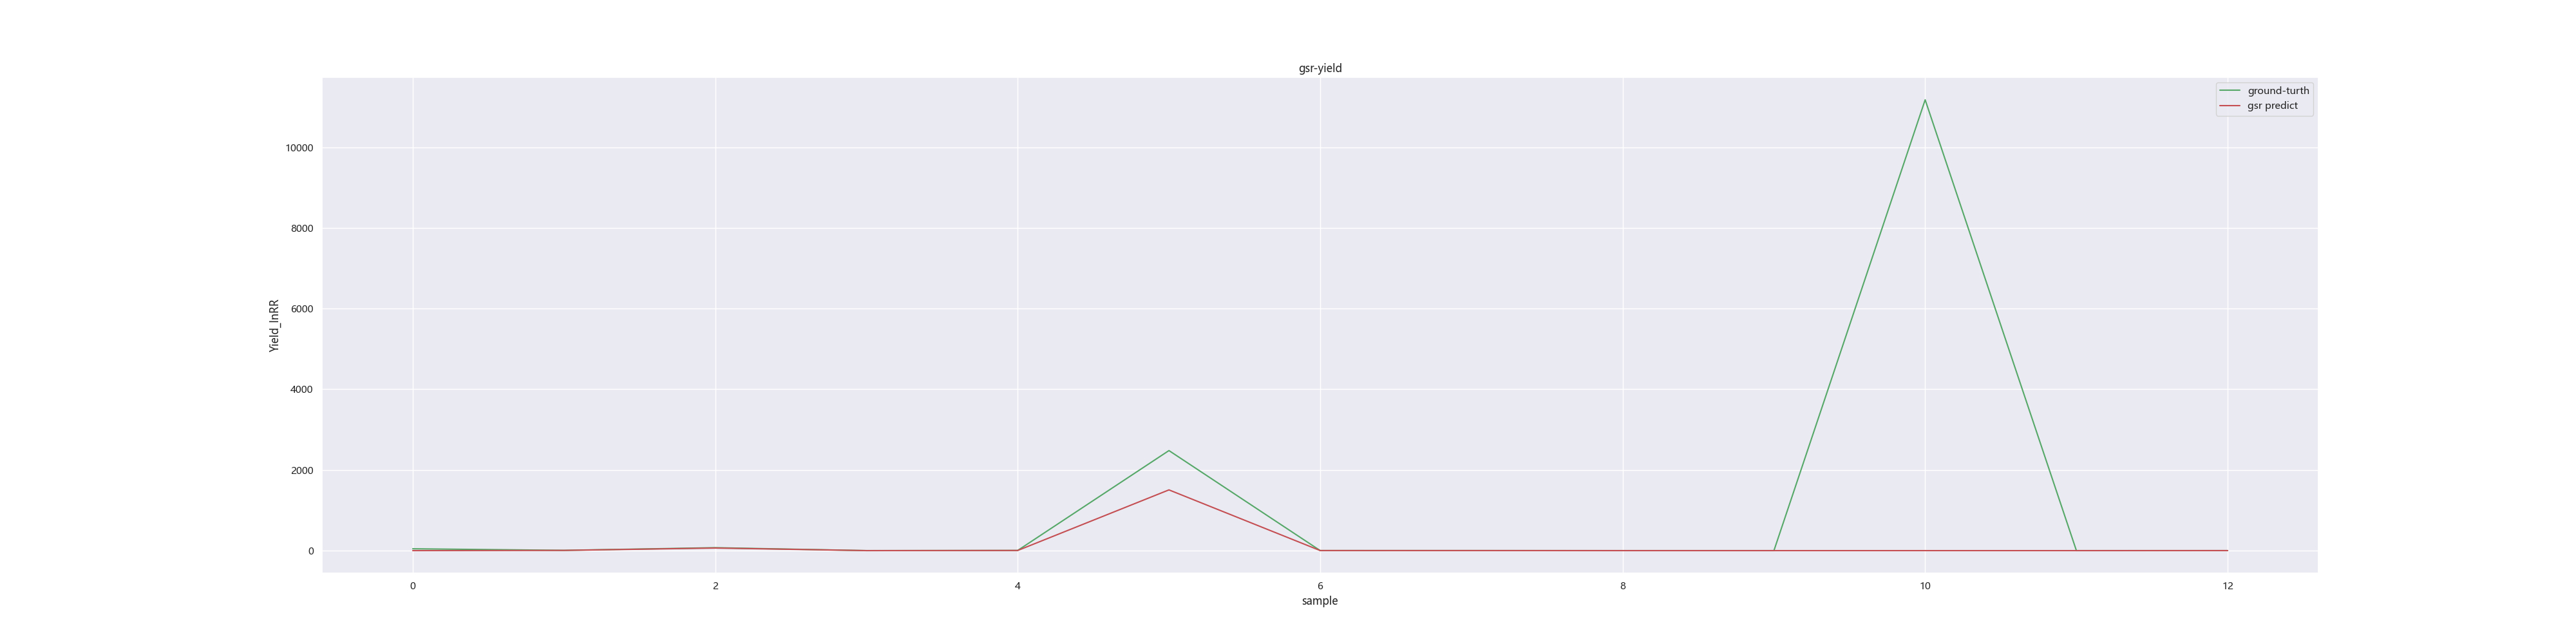 gsr-yield
ground-turth
gsr predict
10000
8000
6000
4000
2000
0
Yield_lnRR
0 2 4 6 8 10 12
sample